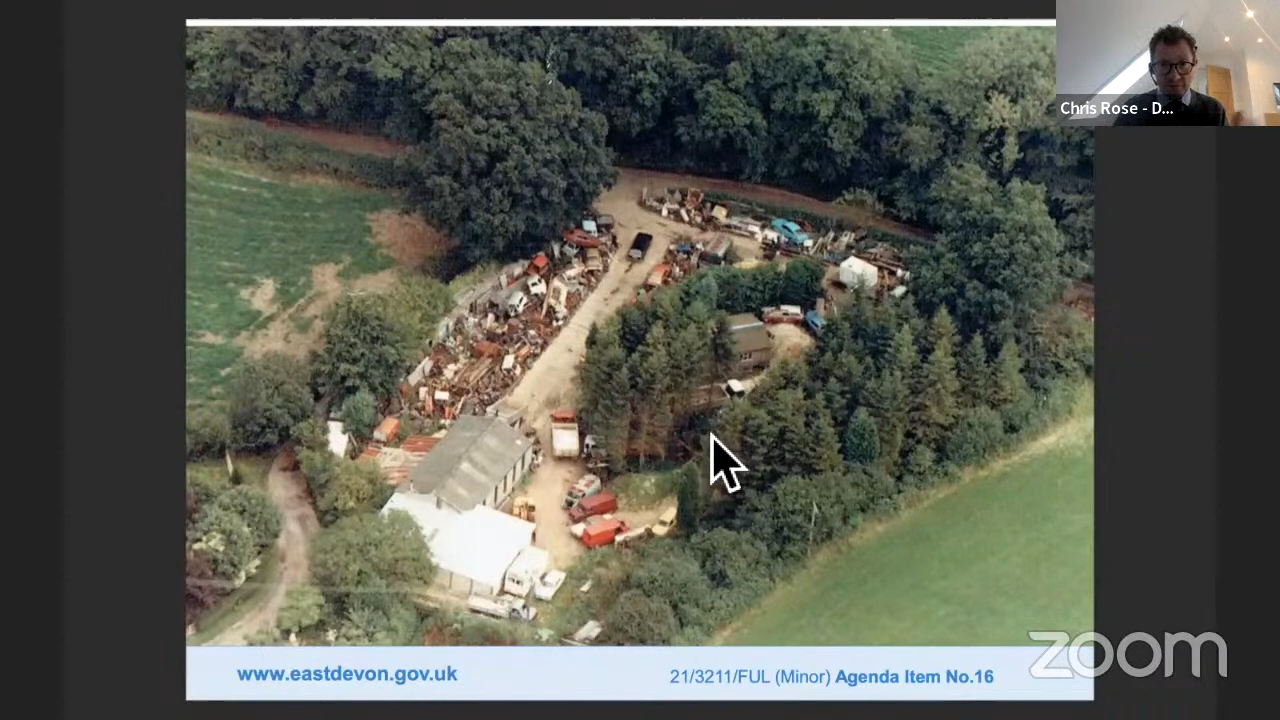 Chris Rose - D...
www.eastdevon.gov.uk
21/3211/FUL (Minor) Agenda Item No.16
zoom